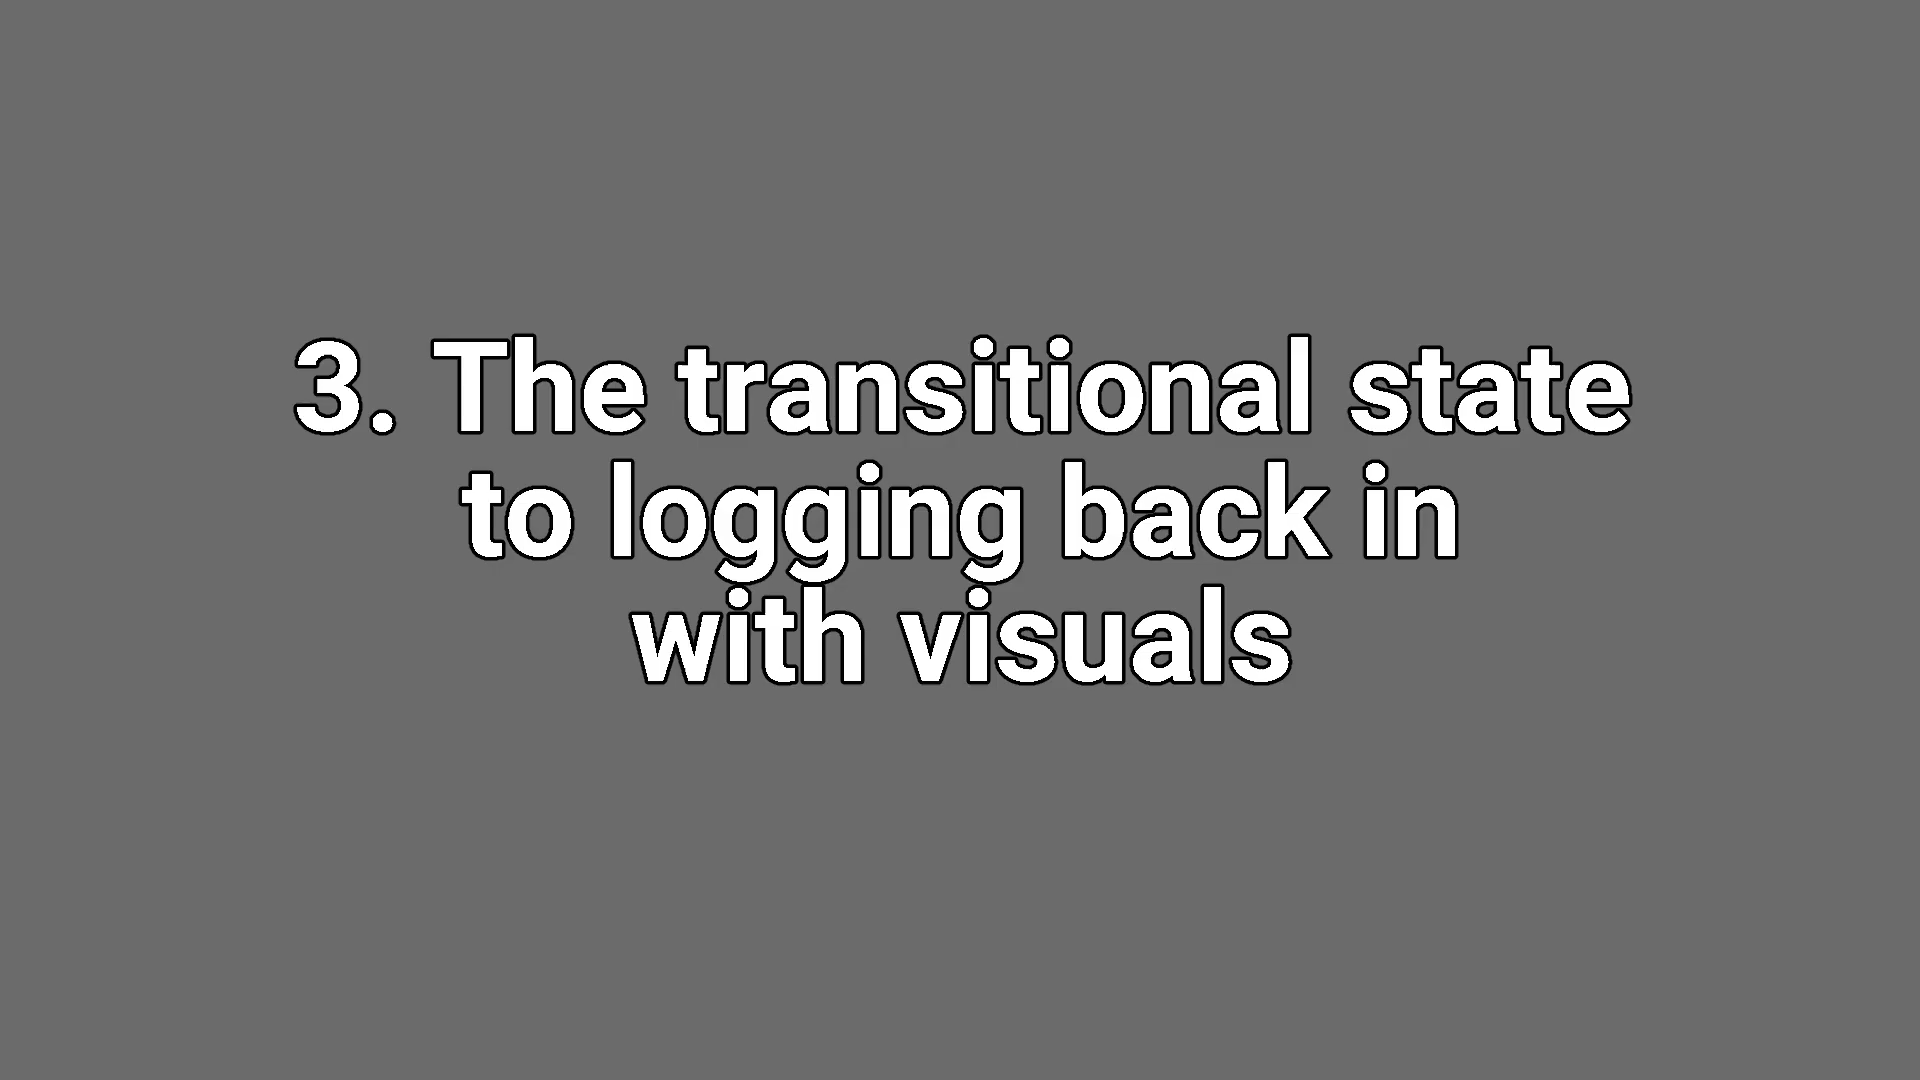 3. The transitional state
to logging back in
with visuals